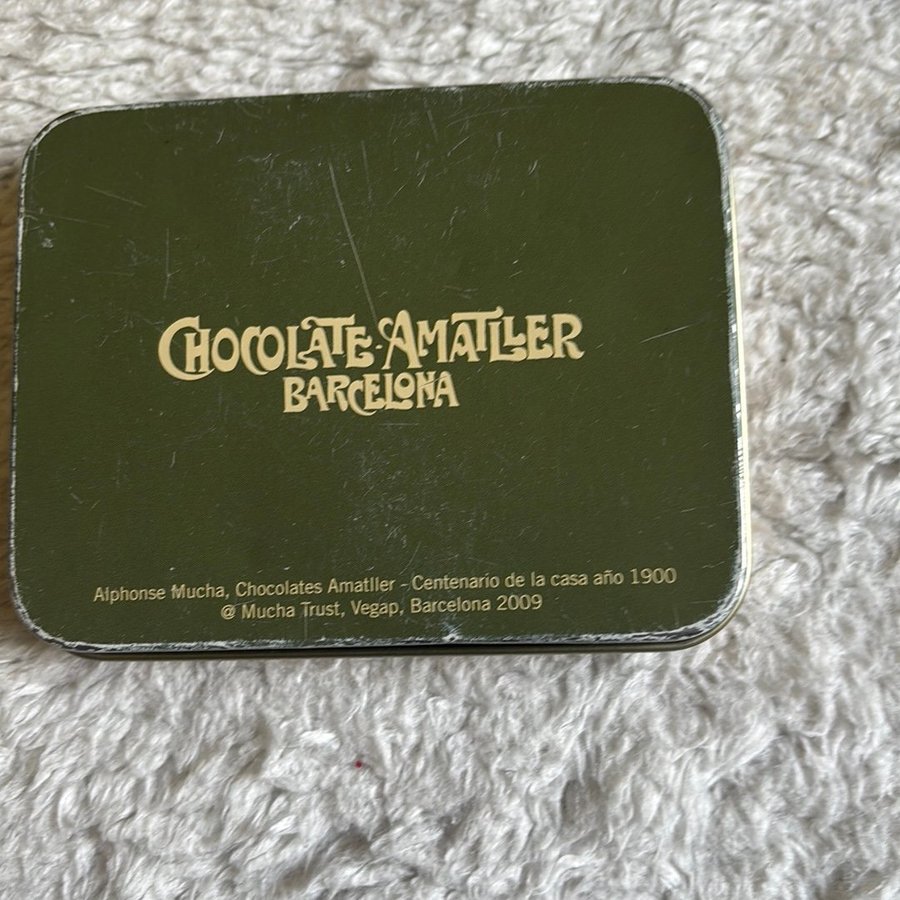 CHOCOLATE-AMATLLER
BARCELONA
Alphonse Mucha, Chocolates Amatller - Centenario de la casa año 1900
@ Mucha Trust, Vegap, Barcelona 2009